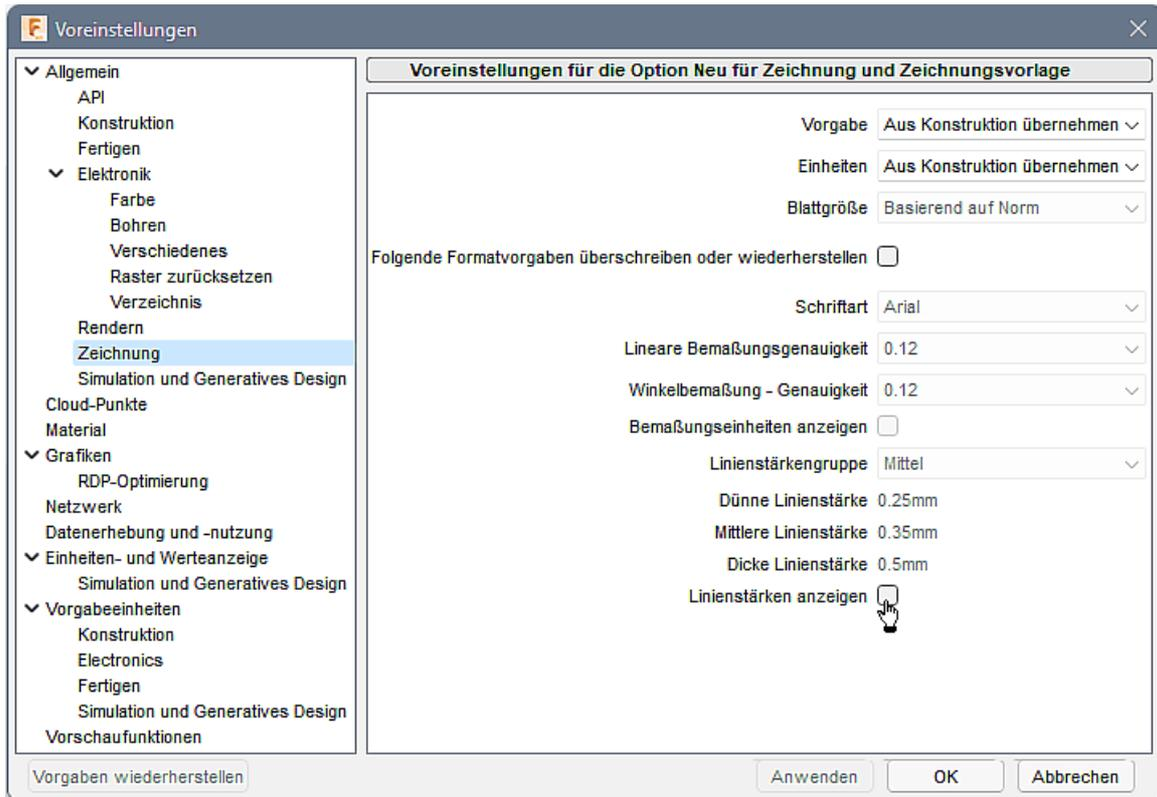 Voreinstellungen
Allgemein
API
Konstruktion
Fertigen
Elektronik
Farbe
Bohren
Verschiedenes
Raster zurücksetzen
Verzeichnis
Rendern
Zeichnung
Simulation und Generatives Design
Cloud-Punkte
Material
Grafiken
RDP-Optimierung
Netzwerk
Datenerhebung und -nutzung
Einheiten- und Werteanzeige
Simulation und Generatives Design
Vorgabeeinheiten
Konstruktion
Electronics
Fertigen
Simulation und Generatives Design
Vorschaufunktionen
Voreinstellungen für die Option Neu für Zeichnung und Zeichnungsvorlage
Vorgabe Aus Konstruktion übernehmen
Einheiten Aus Konstruktion übernehmen
Blattgröße Basierend auf Norm
Folgende Formatvorgaben überschreiben oder wiederherstellen
Schriftart Arial
Lineare Bemaßungsgenauigkeit 0.12
Winkelbemaßung - Genauigkeit 0.12
Bemaßungseinheiten anzeigen
Linienstärkengruppe Mittel
Dünne Linienstärke 0.25mm
Mittlere Linienstärke 0.35mm
Dicke Linienstärke 0.5mm
Linienstärken anzeigen
Vorgaben wiederherstellen
Anwenden
OK
Abbrechen